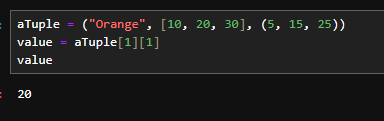 : aTuple = ("Orange", [10, 20, 30], (5, 15, 25))
value = aTuple[1][1]
value
: 20